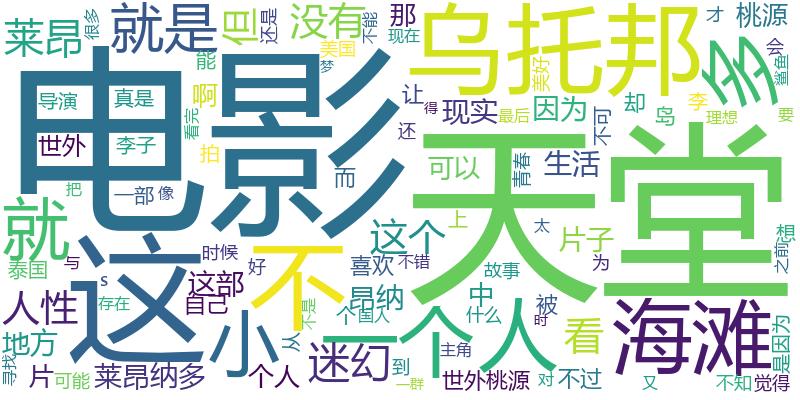 莱昂
很多
就是
但
还是
没有
美国
不能
现在
那
乌托邦
多
才
桃源
会
鲨鱼
能
梦
美好
导演
真是
电影
啊
看完
让
得
现实
最后
因为
却
李
理想
岛
不可
要
世外
李子
拍
还
天堂
把
一部
像
而
可以
青春
生活
就
这
不
这个
上
太
片子
想
之前
泰国
与
时候
好
喜欢
不错
故事
为
s
存在
这部
自己
昂纳
中
被
人性
小
不是
个
国人
什么
时
一个
人
看
海滩
地方
从
迷幻
到
主角
寻找
片
可能
莱昂纳多
个人
一群
世外桃源
对
不过
又
不知
觉得
是因为